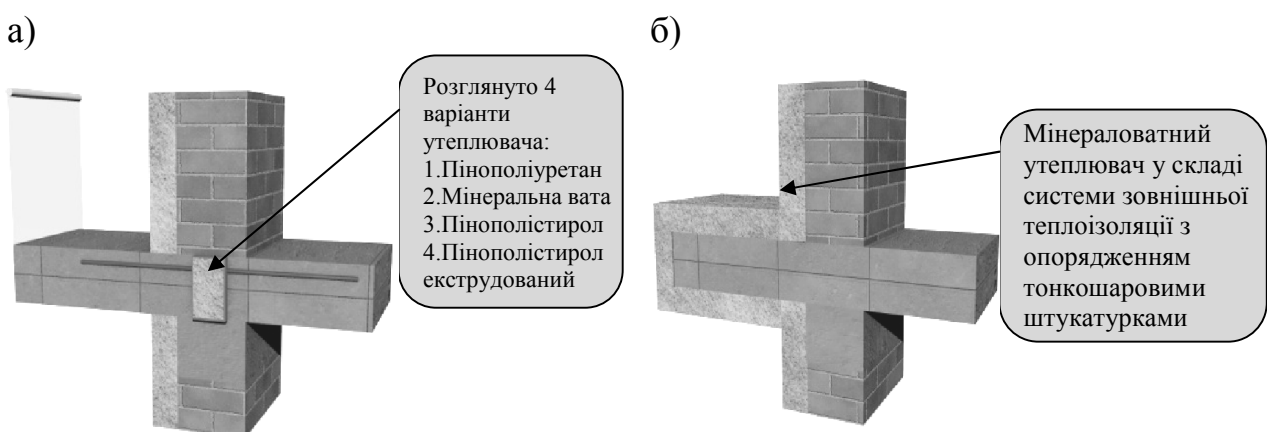 а)
Розглянуто 4
варіанти
утеплювача:
1.Пінополіуретан
2.Мінеральна вата
3.Пінополістирол
4.Пінополістирол
екструдований
б)
Мінераловатний
утеплювач у складі
системи зовнішньої
теплоізоляції з
опорядженням
тонкошаровими
штукатурками